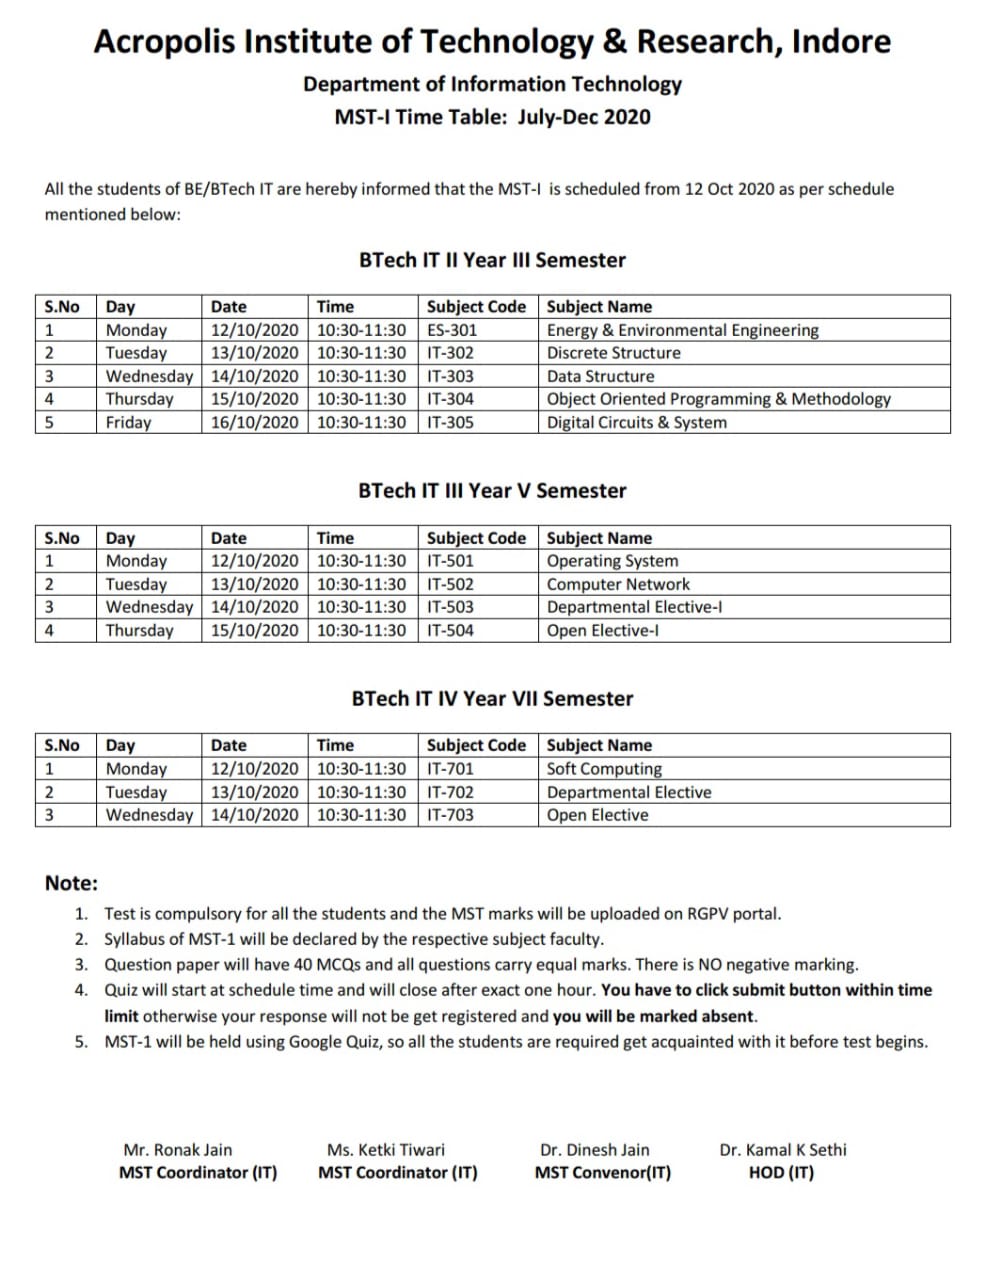 Acropolis Institute of Technology & Research, Indore
Department of Information Technology
MST-I Time Table: July-Dec 2020
All the students of BE/BTech IT are hereby informed that the MST-I is scheduled from 12 Oct 2020 as per schedule
mentioned below:
BTech IT II Year III Semester
S.No Day Date Time Subject Code Subject Name
1 Monday 12/10/2020 10:30-11:30 ES-301 Energy & Environmental Engineering
2 Tuesday 13/10/2020 10:30-11:30 IT-302 Discrete Structure
3 Wednesday 14/10/2020 10:30-11:30 IT-303 Data Structure
4 Thursday 15/10/2020 10:30-11:30 IT-304 Object Oriented Programming & Methodology
5 Friday 16/10/2020 10:30-11:30 IT-305 Digital Circuits & System
BTech IT III Year V Semester
S.No Day Date Time Subject Code Subject Name
1 Monday 12/10/2020 10:30-11:30 IT-501 Operating System
2 Tuesday 13/10/2020 10:30-11:30 IT-502 Computer Network
3 Wednesday 14/10/2020 10:30-11:30 IT-503 Departmental Elective-I
4 Thursday 15/10/2020 10:30-11:30 IT-504 Open Elective-I
BTech IT IV Year VII Semester
S.No Day Date Time Subject Code Subject Name
1 Monday 12/10/2020 10:30-11:30 IT-701 Soft Computing
2 Tuesday 13/10/2020 10:30-11:30 IT-702 Departmental Elective
3 Wednesday 14/10/2020 10:30-11:30 IT-703 Open Elective
Note:
1. Test is compulsory for all the students and the MST marks will be uploaded on RGPV portal.
2. Syllabus of MST-1 will be declared by the respective subject faculty.
3. Question paper will have 40 MCQs and all questions carry equal marks. There is NO negative marking.
4. Quiz will start at schedule time and will close after exact one hour. You have to click submit button within time
limit otherwise your response will not be get registered and you will be marked absent.
5. MST-1 will be held using Google Quiz, so all the students are required get acquainted with it before test begins.
Mr. Ronak Jain Ms. Ketki Tiwari Dr. Dinesh Jain Dr. Kamal K Sethi
MST Coordinator (IT) MST Coordinator (IT) MST Convenor(IT) HOD (IT)